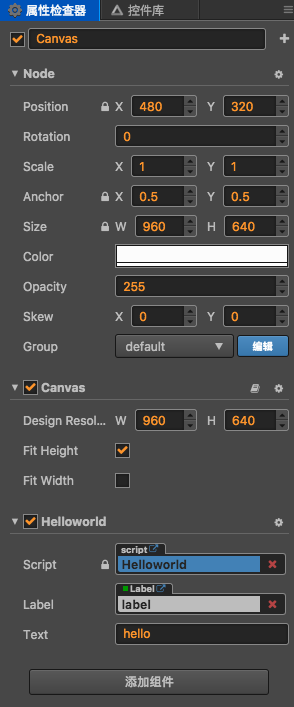 属性检查器 控件库
Canvas
Node
Position X 480 Y 320
Rotation 0
Scale X 1 Y 1
Anchor X 0.5 Y 0.5
Size W 960 H 640
Color
Opacity 255
Skew X 0 Y 0
Group default 编辑
Canvas
Design Resol... W 960 H 640
Fit Height
Fit Width
Helloworld
script
Script Helloworld
Label
Label label
Text hello
添加组件